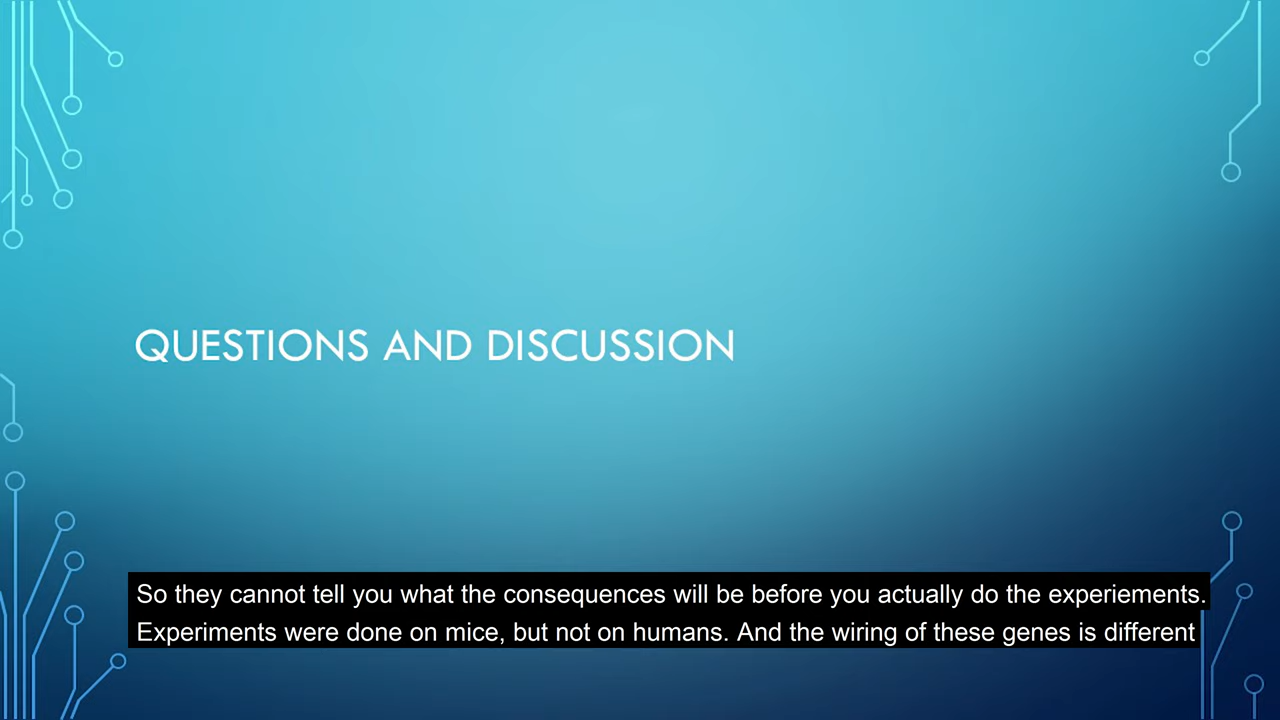 QUESTIONS AND DISCUSSION
So they cannot tell you what the consequences will be before you actually do the experiements.
Experiments were done on mice, but not on humans. And the wiring of these genes is different